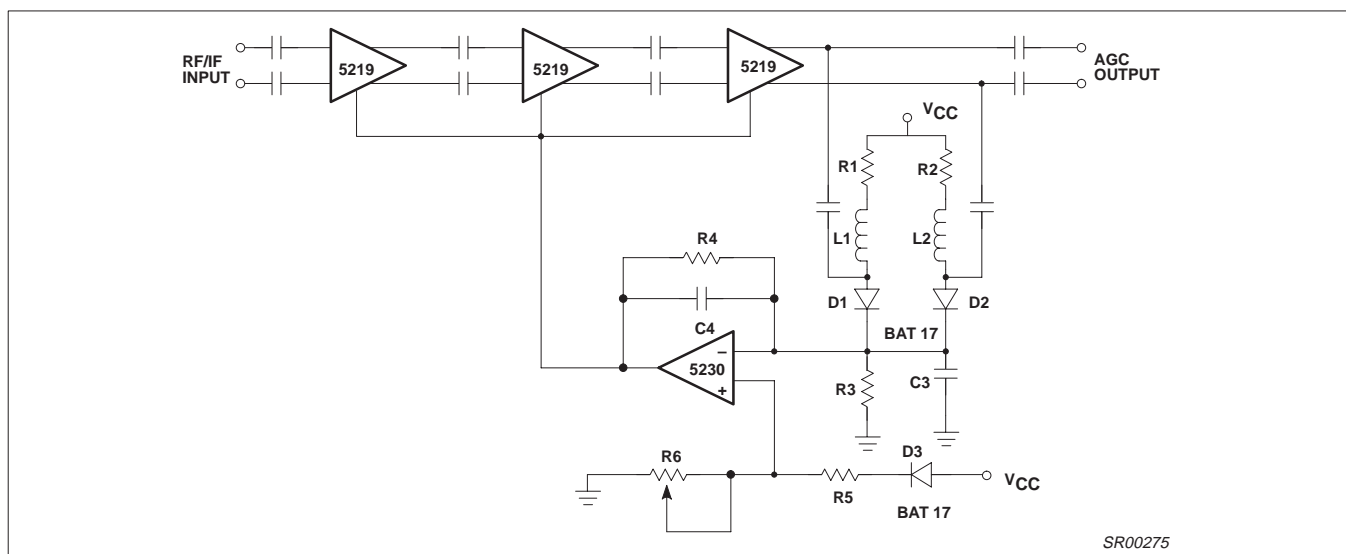 RF/IF
INPUT
5219
5219
5219
AGC
OUTPUT
VCC
R1
R2
L1
L2
R4
C4
D1
D2
BAT 17
–
5230
+
R3
C3
R6
R5
D3
VCC
BAT 17
SR00275